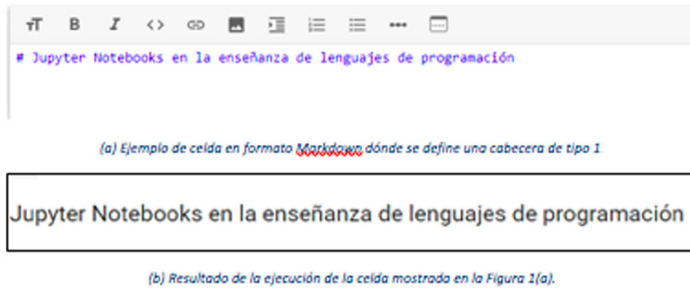 B I <>
# Jupyter Notebooks en la enseñanza de lenguajes de programación
(a) Ejemplo de celda en formato Markdown dónde se define una cabecera de tipo 1
Jupyter Notebooks en la enseñanza de lenguajes de programación
(b) Resultado de la ejecución de la celda mostrada en la Figura 1(a).